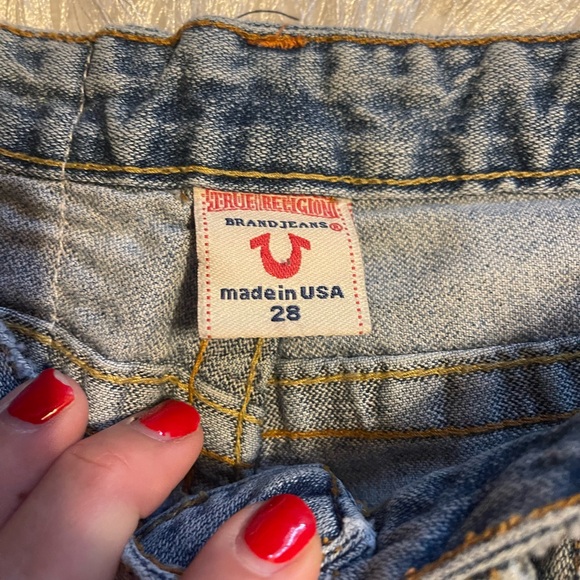 TRUE RELIGION
BRAND JEANS®
made in USA
28